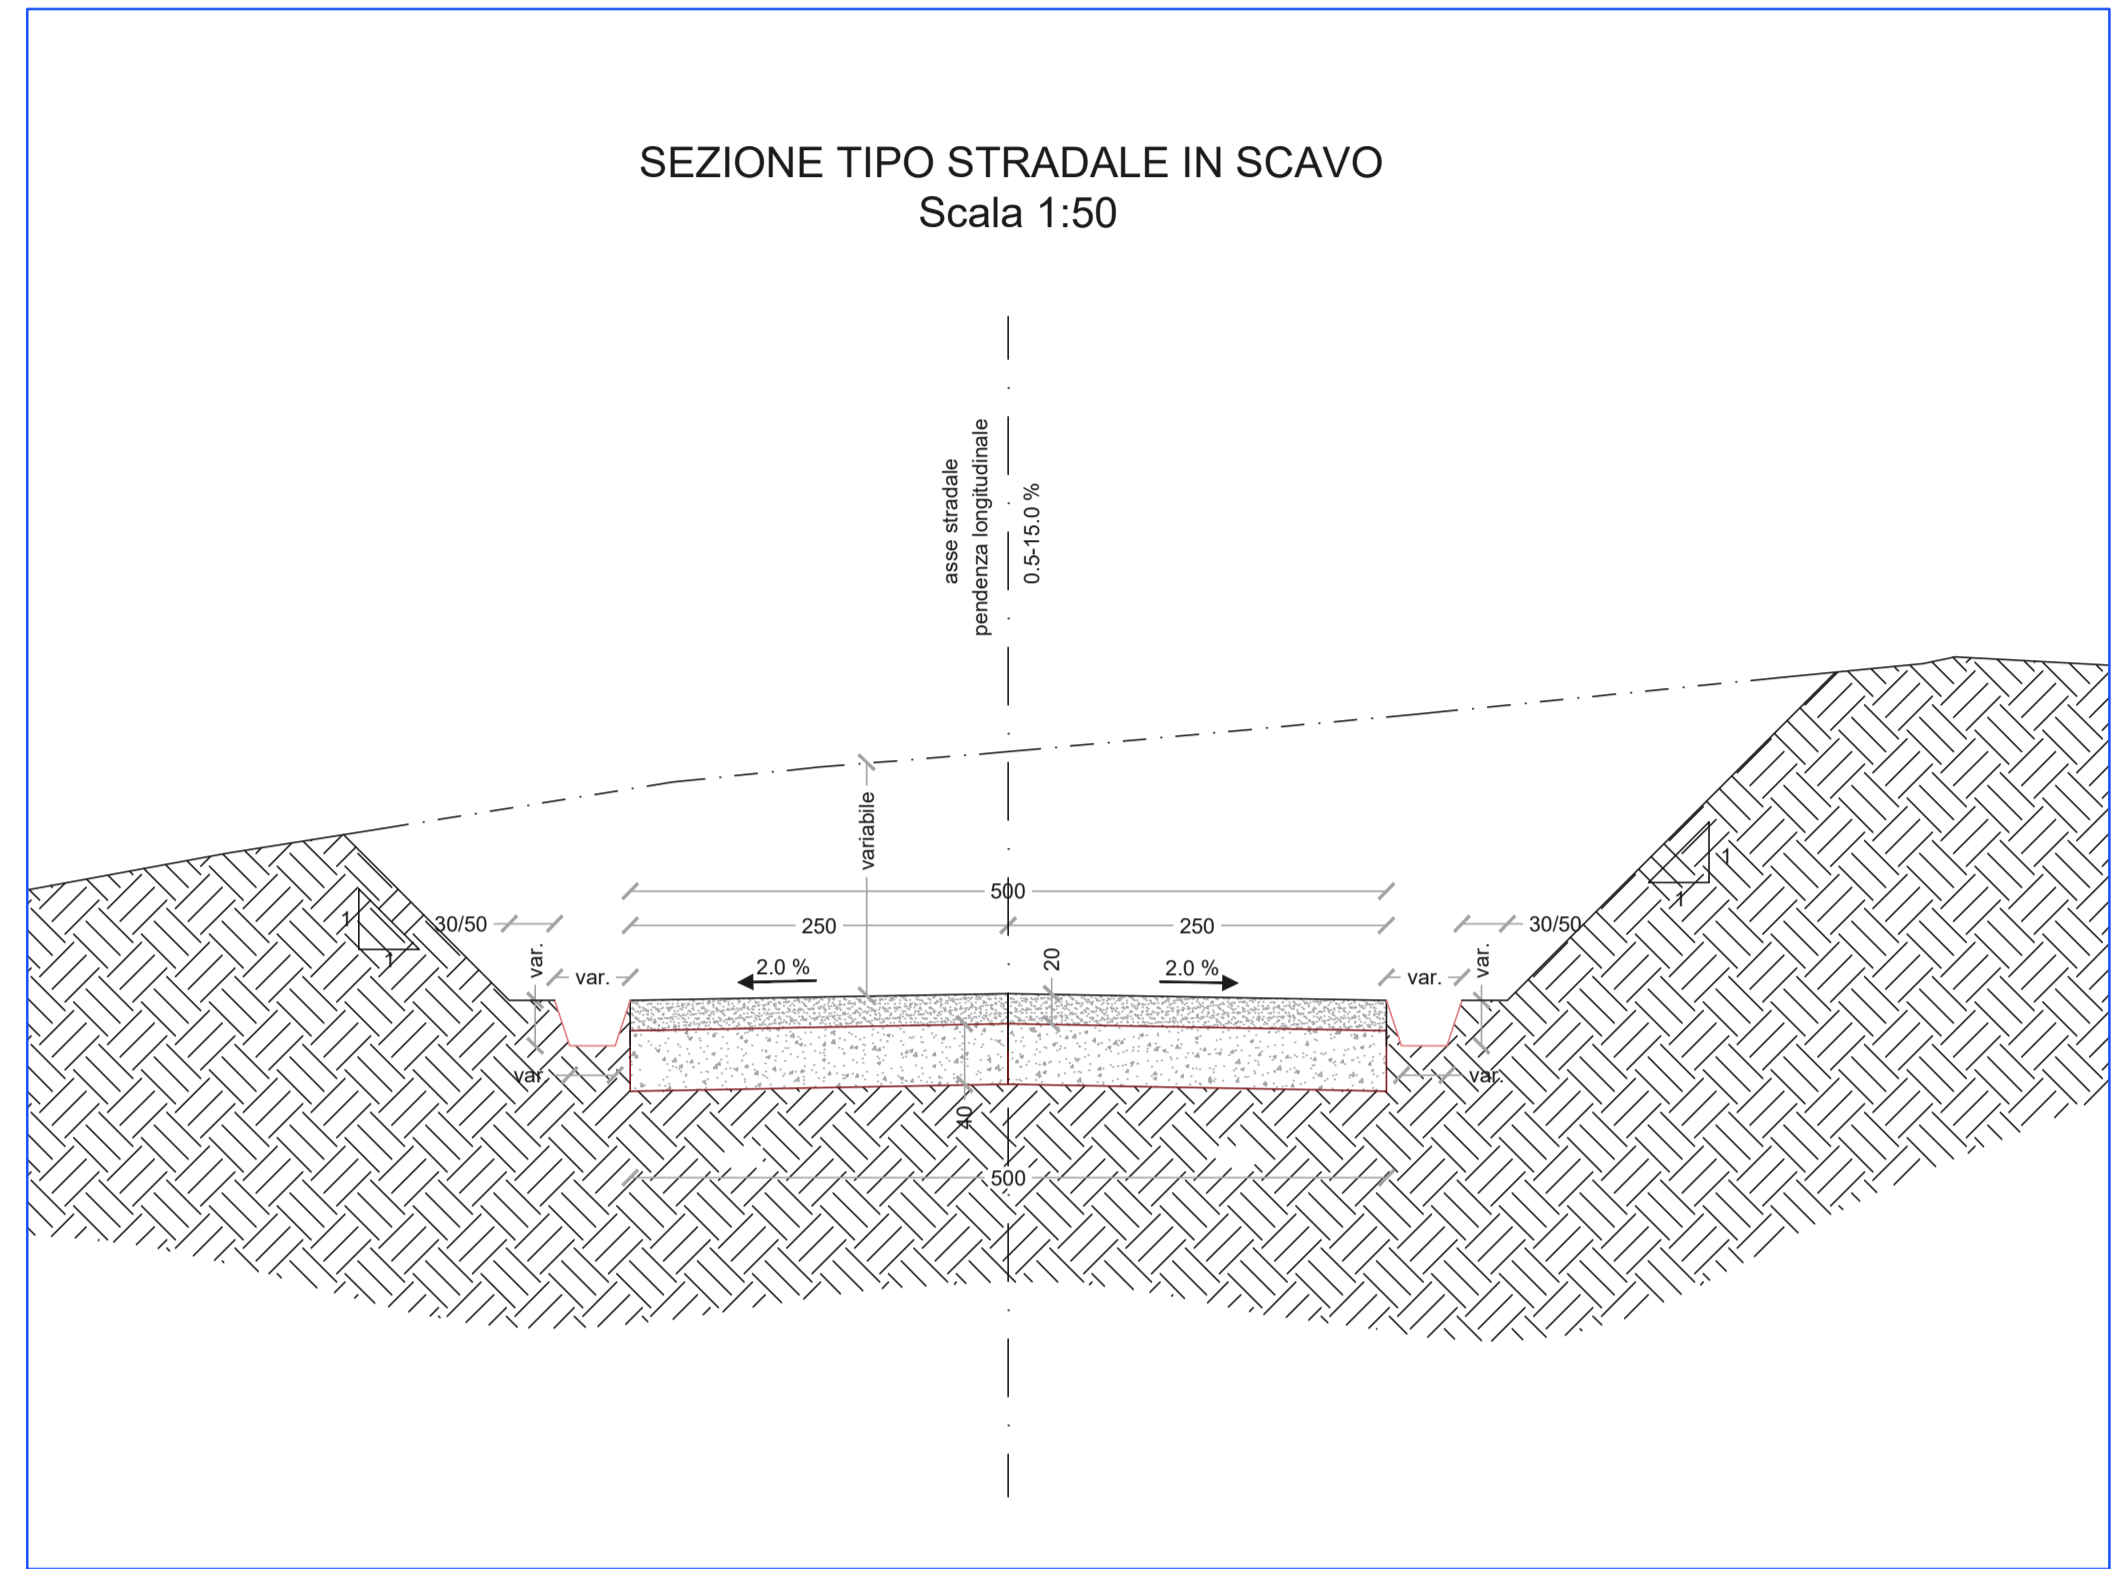 SEZIONE TIPO STRADALE IN SCAVO
Scala 1:50
asse stradale
pendenza longitudinale
0.5-15.0 %
variabile
500
250
250
30/50
30/50
1
1
1
1
var.
var.
var.
var.
2.0 %
2.0 %
20
var.
var.
40
500